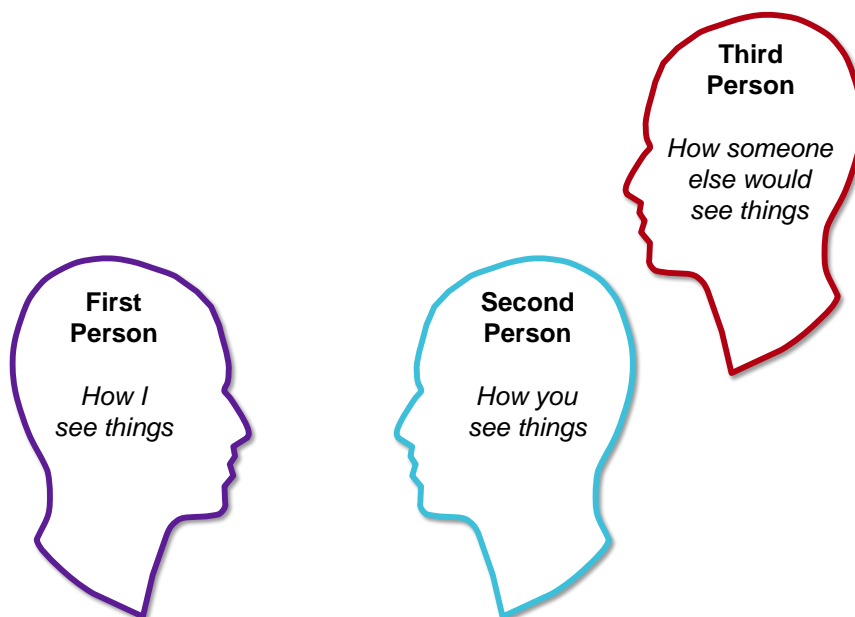 Third
Person
How someone
else would
see things
First
Person
How I
see things
Second
Person
How you
see things